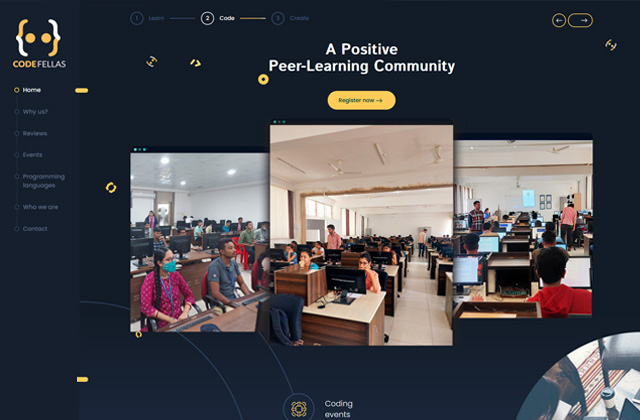 CODEFELLAS
Home
Why us?
Reviews
Events
Programming
languages
Who we are
Contact
1 Learn
2 Code
3 Create
A Positive
Peer-Learning Community
Register now
Coding
events